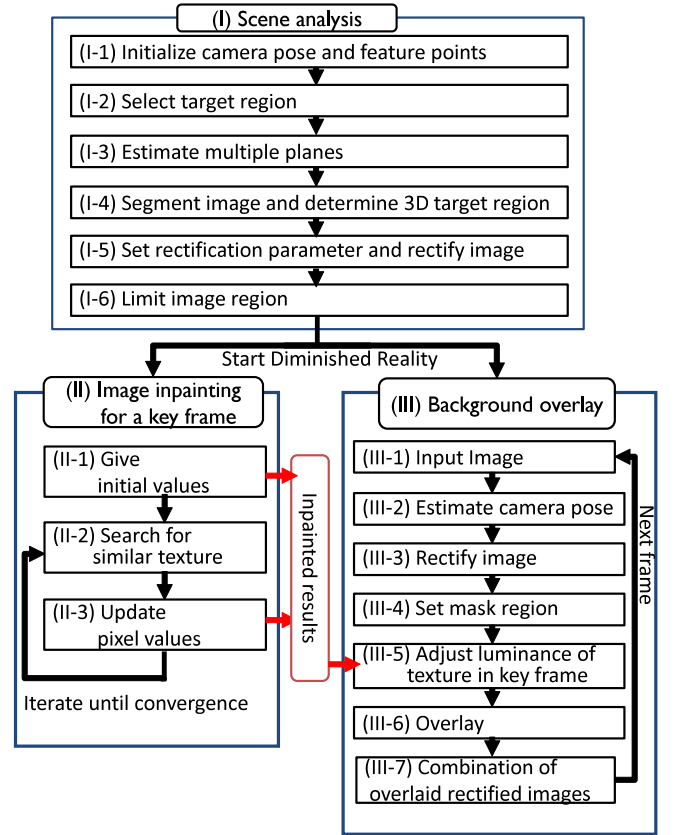 (I) Scene analysis
(I-1) Initialize camera pose and feature points
(I-2) Select target region
(I-3) Estimate multiple planes
(I-4) Segment image and determine 3D target region
(I-5) Set rectification parameter and rectify image
(I-6) Limit image region
Start Diminished Reality
(II) Image inpainting
for a key frame
(II-1) Give
initial values
(II-2) Search for
similar texture
(II-3) Update
pixel values
Iterate until convergence
Inpainted results
(III) Background overlay
(III-1) Input Image
(III-2) Estimate camera pose
(III-3) Rectify image
(III-4) Set mask region
(III-5) Adjust luminance of
texture in key frame
(III-6) Overlay
(III-7) Combination of
overlaid rectified images
Next frame